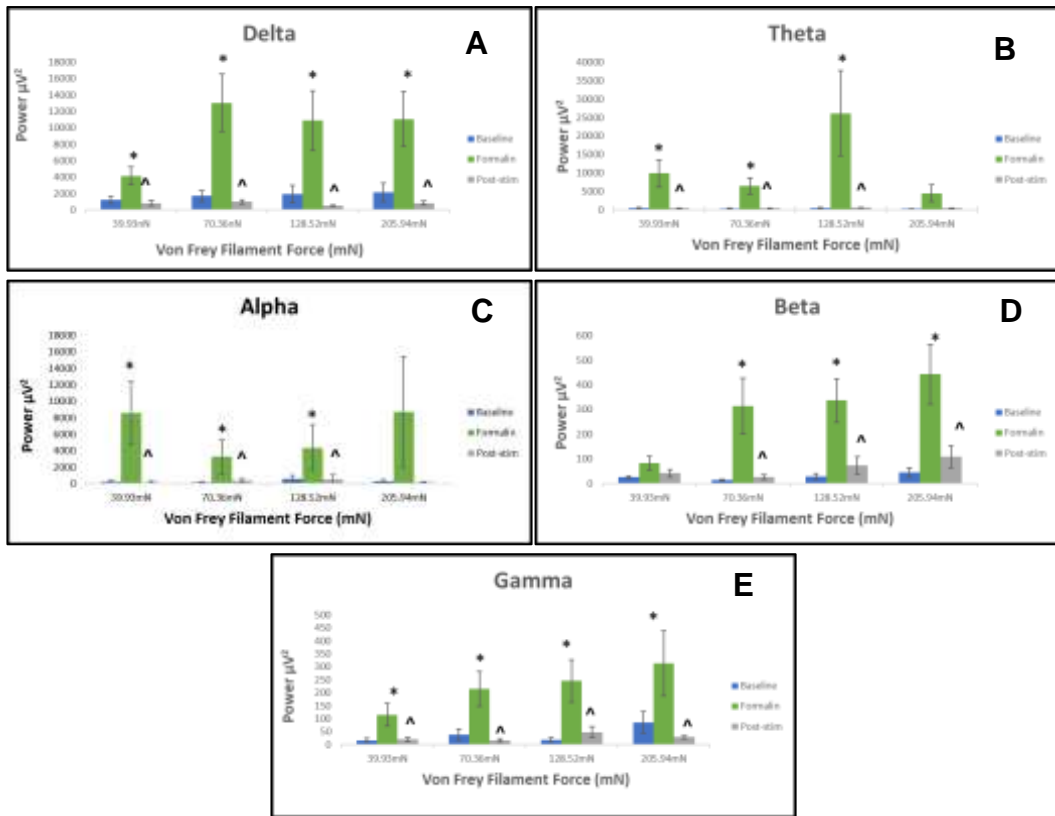 Delta
A
Power µV²
18000
16000
14000
12000
10000
8000
6000
4000
2000
0
* * * *
^ ^ ^ ^
39.93mN 70.36mN 128.52mN 205.94mN
Von Frey Filament Force (mN)
Baseline
Formalin
Post-stim
Theta
B
Power µV²
40000
35000
30000
25000
20000
15000
10000
5000
0
* * *
^ ^ ^
39.93mN 70.36mN 128.52mN 205.94mN
Von Frey Filament Force (mN)
Baseline
Formalin
Post-stim
Alpha
C
Power µV²
18000
16000
14000
12000
10000
8000
6000
4000
2000
0
* * *
^ ^ ^
39.93mN 70.36mN 128.52mN 205.94mN
Von Frey Filament Force (mN)
Baseline
Formalin
Post-stim
Beta
D
Power µV²
600
500
400
300
200
100
0
* * *
^ ^ ^
39.93mN 70.36mN 128.52mN 205.94mN
Von Frey Filament Force (mN)
Baseline
Formalin
Post-stim
Gamma
E
Power µV²
500
450
400
350
300
250
200
150
100
50
0
* * * *
^ ^ ^ ^
39.93mN 70.36mN 128.52mN 205.94mN
Von Frey Filament Force (mN)
Baseline
Formalin
Post-stim